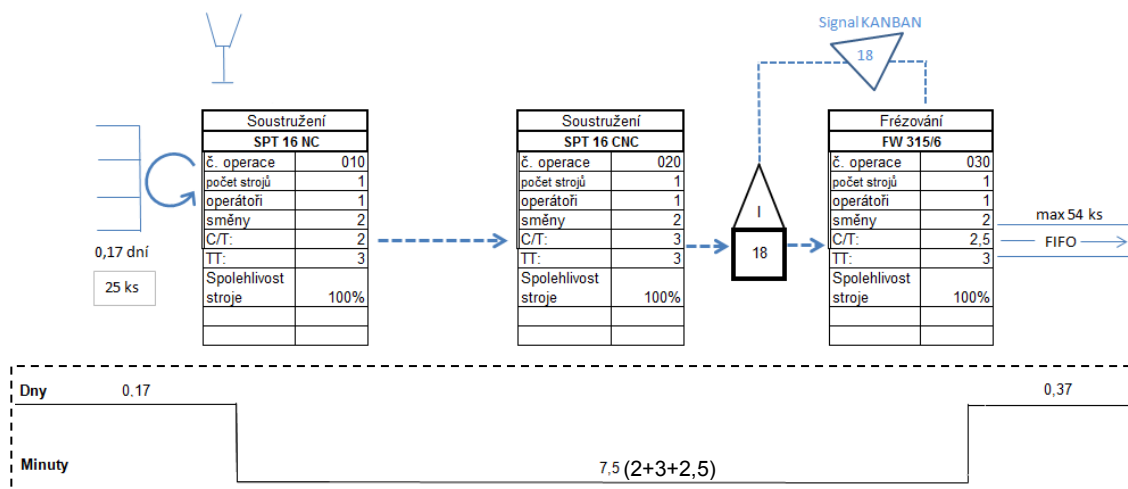 Signal KANBAN
18
0,17 dní
25 ks
Soustružení
SPT 16 NC
č. operace 010
počet strojů 1
operátoři 1
směny 2
C/T: 2
TT: 3
Spolehlivost
stroje 100%
Soustružení
SPT 16 CNC
č. operace 020
počet strojů 1
operátoři 1
směny 2
C/T: 3
TT: 3
Spolehlivost
stroje 100%
I
18
Frézování
FW 315/6
č. operace 030
počet strojů 1
operátoři 1
směny 2
C/T: 2,5
TT: 3
Spolehlivost
stroje 100%
max 54 ks
FIFO
Dny 0,17 0,37
Minuty 7,5 (2+3+2,5)